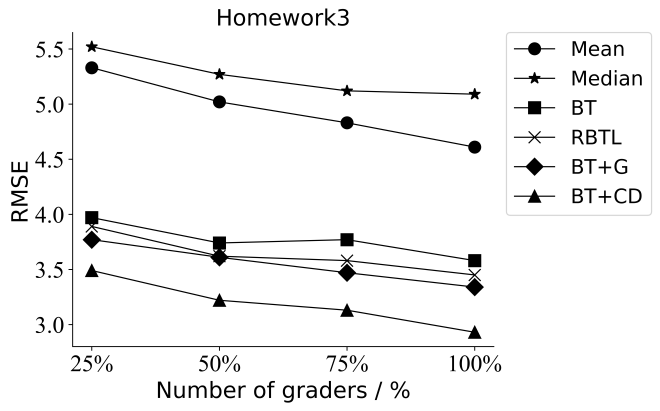 Homework3
RMSE
5.5
5.0
4.5
4.0
3.5
3.0
25% 50% 75% 100%
Number of graders / %
Mean
Median
BT
RBTL
BT+G
BT+CD